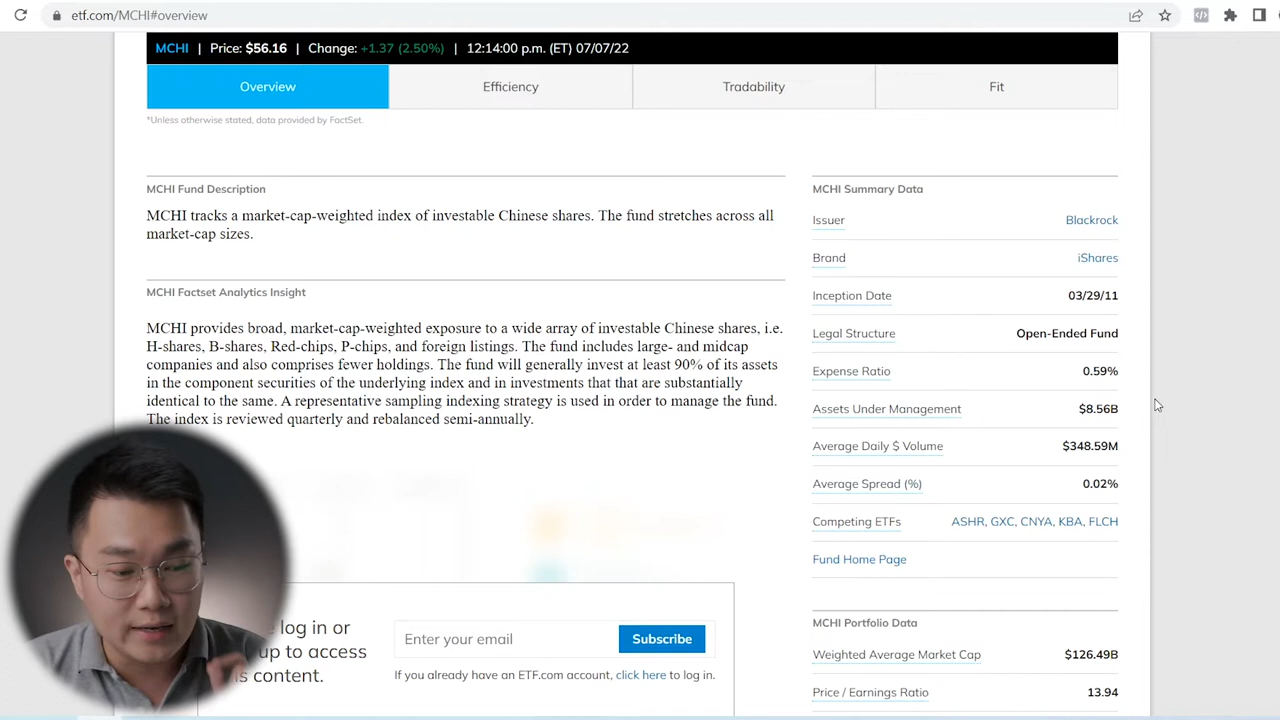 etf.com/MCHI#overview
MCHI | Price: $56.16 | Change: +1.37 (2.50%) | 12:14:00 p.m. (ET) 07/07/22
Overview Efficiency Tradability Fit
*Unless otherwise stated, data provided by FactSet.
MCHI Fund Description
MCHI tracks a market-cap-weighted index of investable Chinese shares. The fund stretches across all
market-cap sizes.
MCHI Factset Analytics Insight
MCHI provides broad, market-cap-weighted exposure to a wide array of investable Chinese shares, i.e.
H-shares, B-shares, Red-chips, P-chips, and foreign listings. The fund includes large- and midcap
companies and also comprises fewer holdings. The fund will generally invest at least 90% of its assets
in the component securities of the underlying index and in investments that that are substantially
identical to the same. A representative sampling indexing strategy is used in order to manage the fund.
The index is reviewed quarterly and rebalanced semi-annually.
log in or
up to access
content.
Enter your email Subscribe
If you already have an ETF.com account, click here to log in.
MCHI Summary Data
Issuer Blackrock
Brand iShares
Inception Date 03/29/11
Legal Structure Open-Ended Fund
Expense Ratio 0.59%
Assets Under Management $8.56B
Average Daily $ Volume $348.59M
Average Spread (%) 0.02%
Competing ETFs ASHR, GXC, CNYA, KBA, FLCH
Fund Home Page
MCHI Portfolio Data
Weighted Average Market Cap $126.49B
Price / Earnings Ratio 13.94